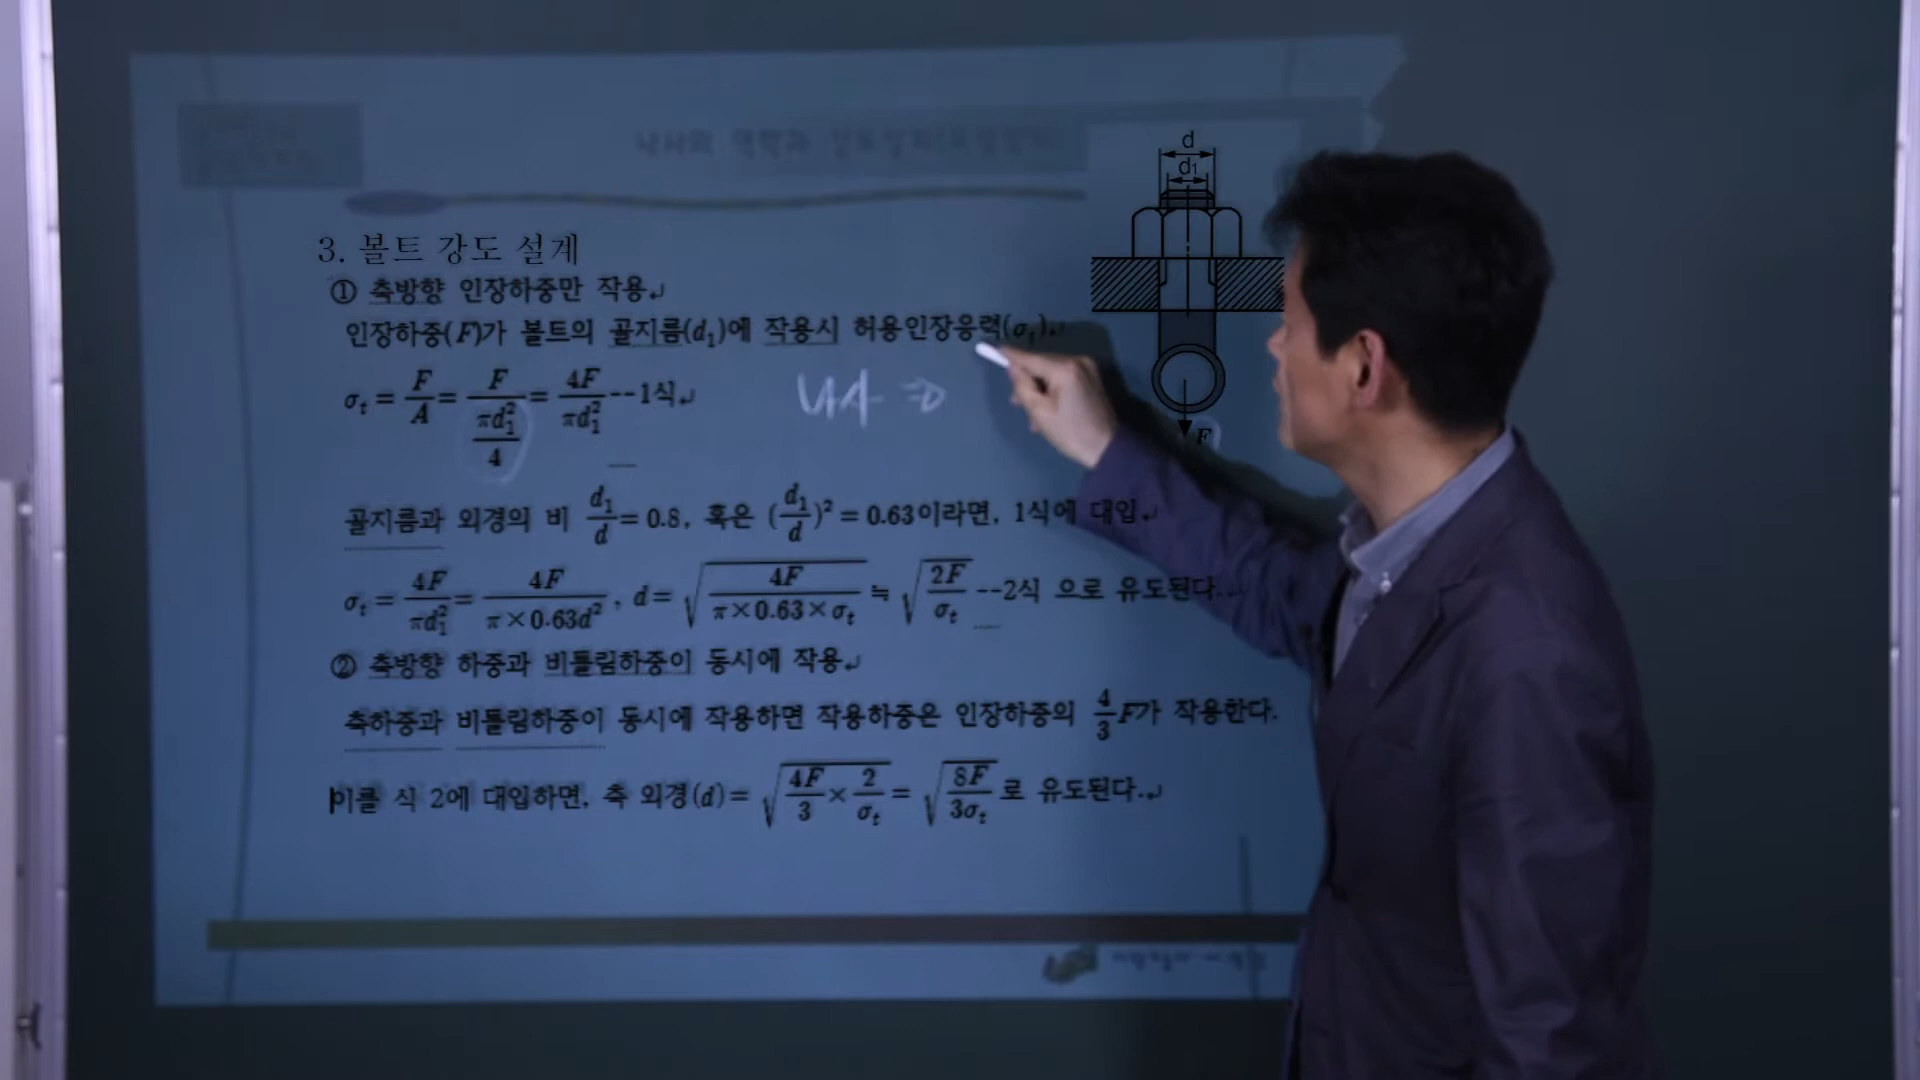 d
d₁
3. 볼트 강도 설계
① 축방향 인장하중만 작용↵
인장하중(F)가 볼트의 골지름(d₁)에 작용시 허용인장응력(σₜ).
σₜ = F/A = F/(πd₁²/4) = 4F/(πd₁²) --1식↵
나사 ⇒
F
골지름과 외경의 비 d₁/d = 0.8, 혹은 (d₁/d)² = 0.63이라면, 1식에 대입.↵
σₜ = 4F/(πd₁²) = 4F/(π×0.63d²), d = √(4F/(π×0.63×σₜ)) ≒ √(2F/σₜ) --2식 으로 유도된다.
② 축방향 하중과 비틀림하중이 동시에 작용↵
축하중과 비틀림하중이 동시에 작용하면 작용하중은 인장하중의 4/3F가 작용한다.
이를 식 2에 대입하면, 축 외경(d) = √(4F/3 × 2/σₜ) = √(8F/3σₜ) 로 유도된다.↵